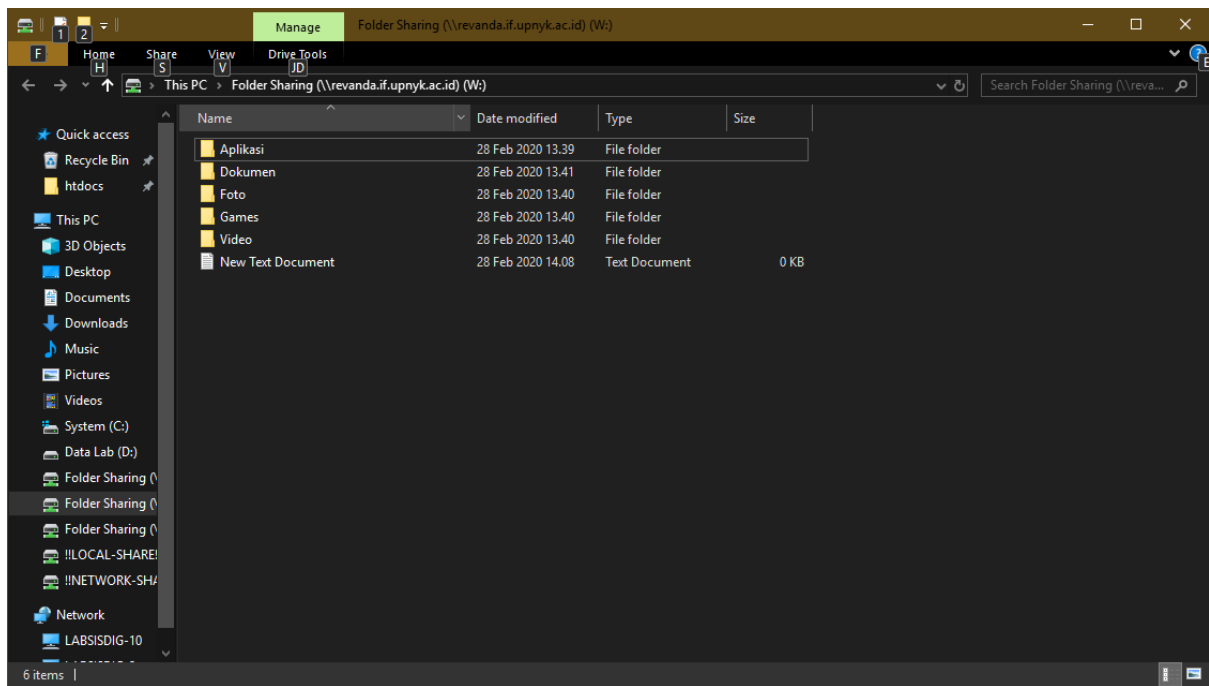 1 2 Manage Folder Sharing (\\revanda.if.upnyk.ac.id) (W:)
F Home Share View Drive Tools
H S V JD E
This PC > Folder Sharing (\\revanda.if.upnyk.ac.id) (W:) Search Folder Sharing (\\reva...
Name Date modified Type Size
Quick access
Recycle Bin
htdocs
This PC
3D Objects
Desktop
Documents
Downloads
Music
Pictures
Videos
System (C:)
Data Lab (D:)
Folder Sharing (\
Folder Sharing (\
Folder Sharing (\
!!LOCAL-SHARE!
!!NETWORK-SHA
Network
LABSISDIG-10
Aplikasi 28 Feb 2020 13.39 File folder
Dokumen 28 Feb 2020 13.41 File folder
Foto 28 Feb 2020 13.40 File folder
Games 28 Feb 2020 13.40 File folder
Video 28 Feb 2020 13.40 File folder
New Text Document 28 Feb 2020 14.08 Text Document 0 KB
6 items